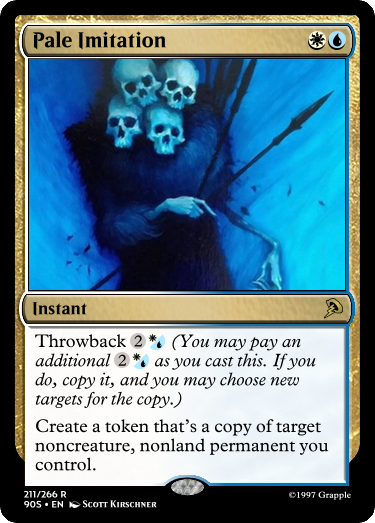 Pale Imitation
Instant
Throwback 2 (You may pay an
additional 2 as you cast this. If you
do, copy it, and you may choose new
targets for the copy.)
Create a token that's a copy of target
noncreature, nonland permanent you
control.
211/266 R
90S • EN Scott Kirschner
©1997 Grapple